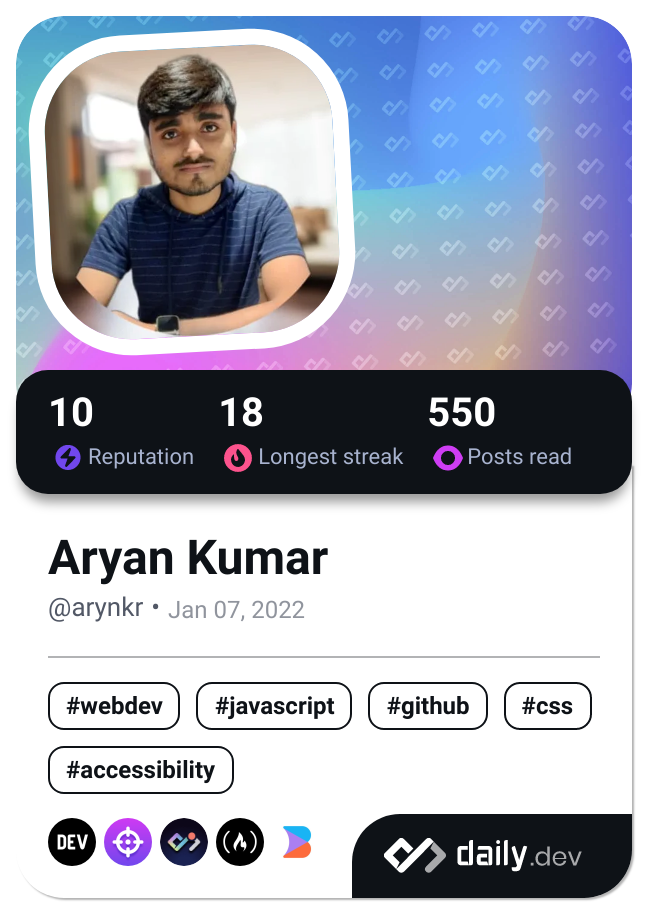 10 18 550
Reputation Longest streak Posts read
Aryan Kumar
@arynkr • Jan 07, 2022
#webdev #javascript #github #css
#accessibility
DEV
daily.dev